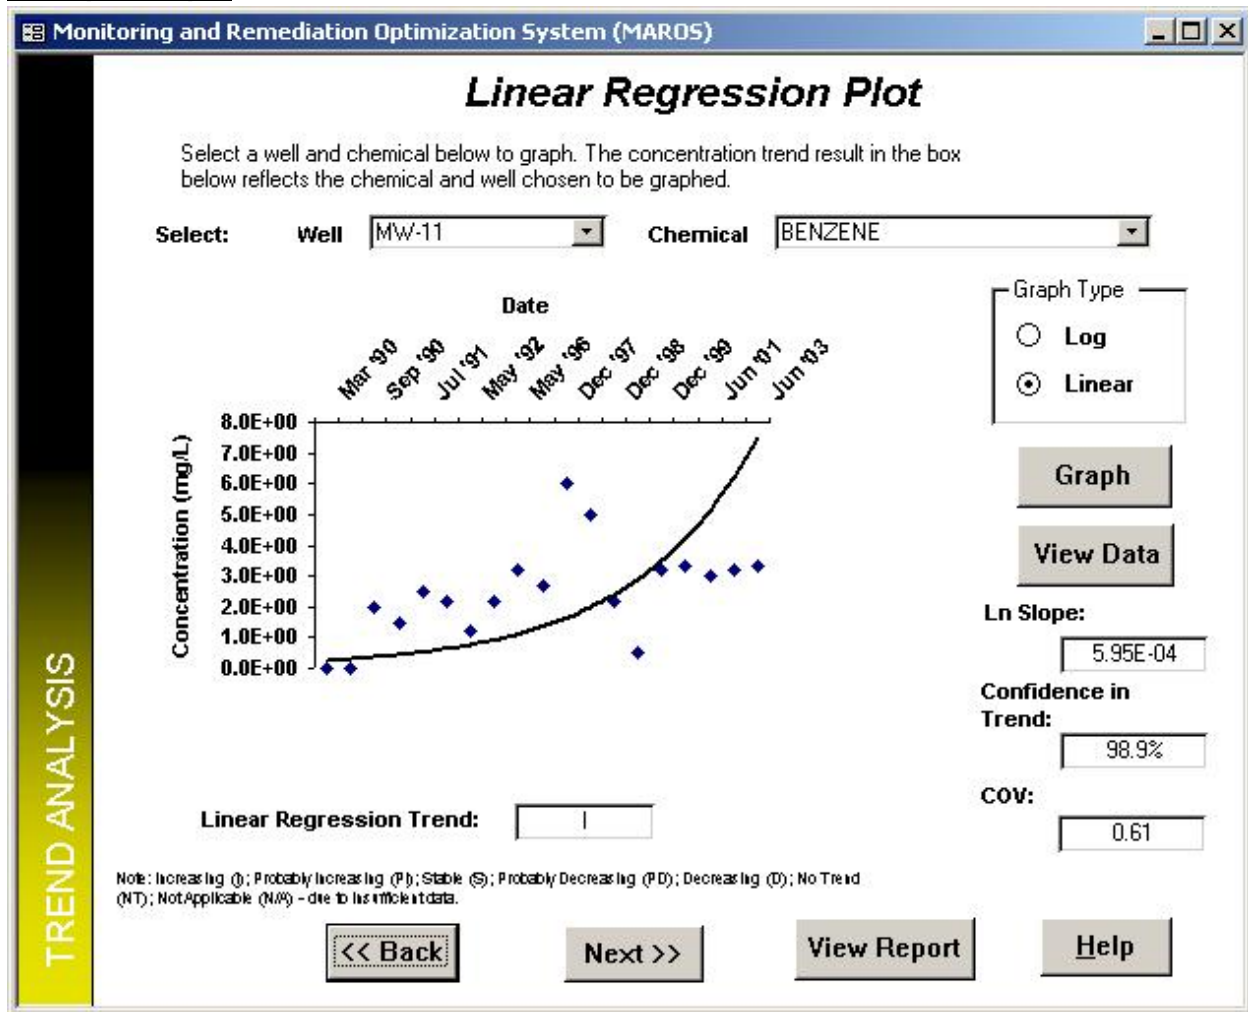 Monitoring and Remediation Optimization System (MAROS)
Linear Regression Plot
Select a well and chemical below to graph. The concentration trend result in the box
below reflects the chemical and well chosen to be graphed.
Select: Well MW-11 Chemical BENZENE
Date
Mar '90 Sep '90 Jul '91 May '92 May '96 Dec '97 Dec '98 Dec '99 Jun '01 Jun '03
Concentration (mg/L)
8.0E+00
7.0E+00
6.0E+00
5.0E+00
4.0E+00
3.0E+00
2.0E+00
1.0E+00
0.0E+00
Graph Type
Log
Linear
Graph
View Data
Ln Slope:
5.95E-04
Confidence in
Trend:
98.9%
COV:
0.61
Linear Regression Trend: I
Note: Increasing (I); Probably Increasing (PI); Stable (S); Probably Decreasing (PD); Decreasing (D); No Trend
(NT); Not Applicable (N/A) - due to insufficient data.
<< Back Next >> View Report Help
TREND ANALYSIS